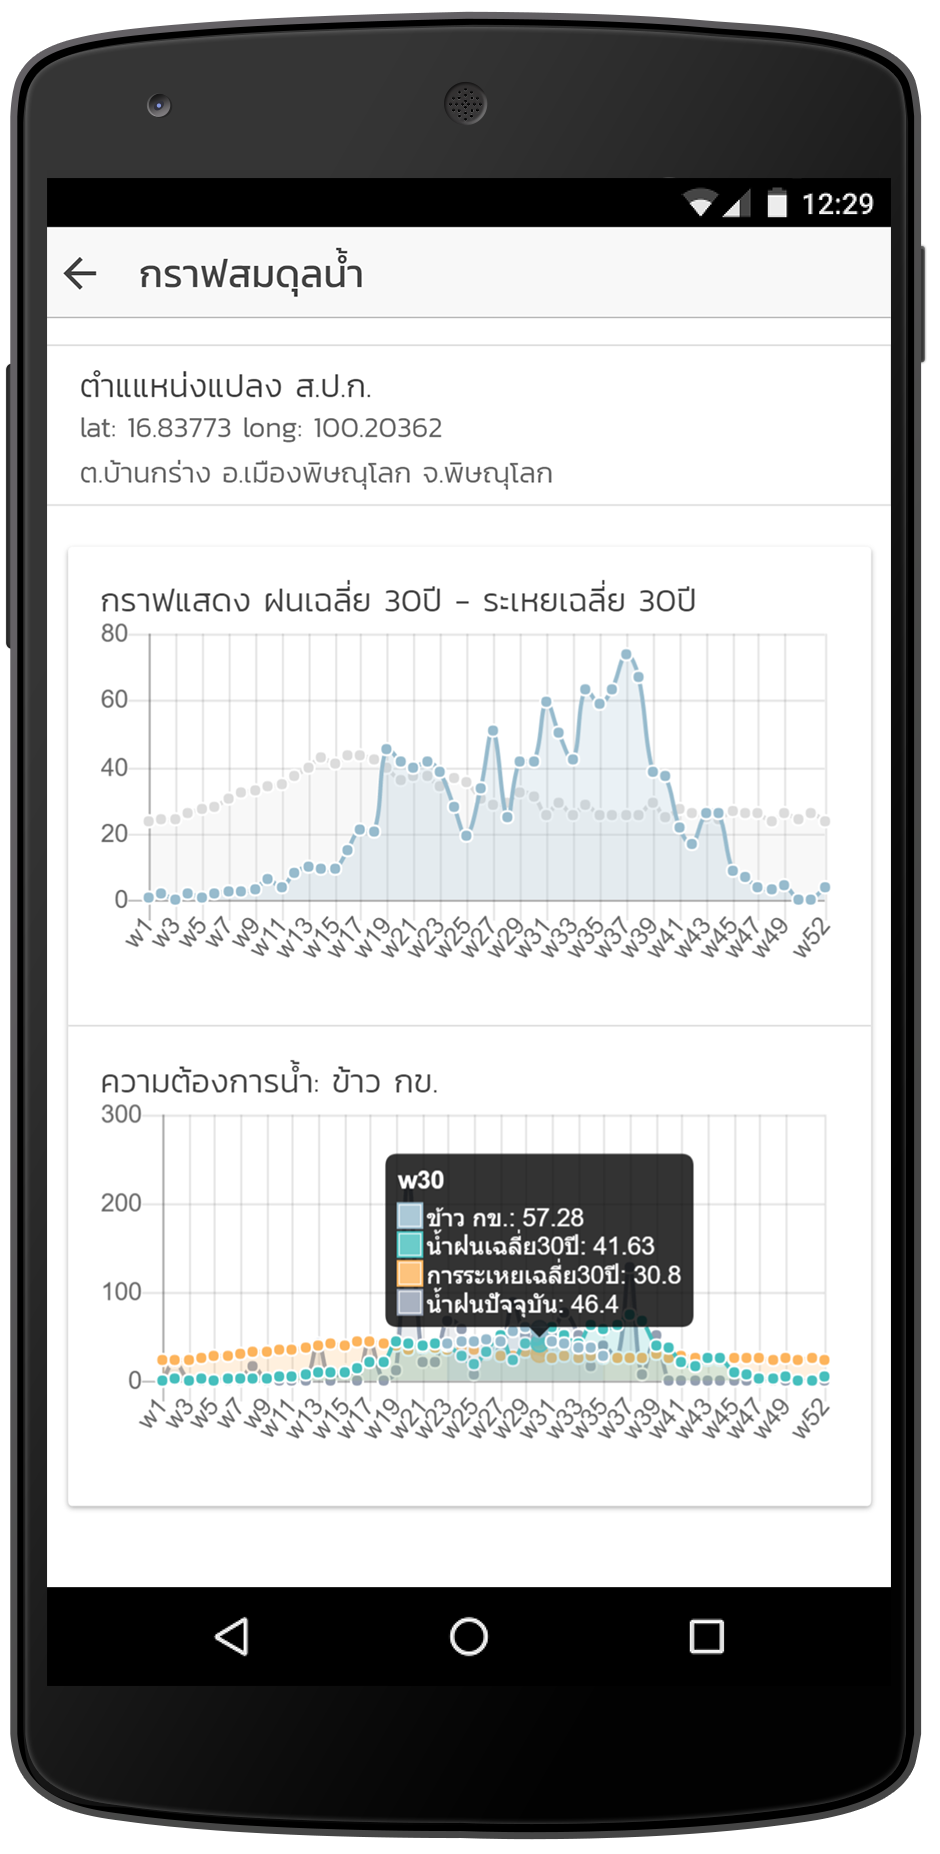 12:29
กราฟสมดุลน้ำ
ตำแแหน่งแปลง ส.ป.ก.
lat: 16.83773 long: 100.20362
ต.บ้านกร่าง อ.เมืองพิษณุโลก จ.พิษณุโลก
กราฟแสดง ฝนเฉลี่ย 30ปี - ระเหยเฉลี่ย 30ปี
80
60
40
20
0
w1 w3 w5 w7 w9 w11 w13 w15 w17 w19 w21 w23 w25 w27 w29 w31 w33 w35 w37 w39 w41 w43 w45 w47 w49 w52
ความต้องการน้ำ: ข้าว กข.
300
200
100
0
w30
ข้าว กข.: 57.28
น้ำฝนเฉลี่ย30ปี: 41.63
การระเหยเฉลี่ย30ปี: 30.8
น้ำฝนปัจจุบัน: 46.4
w1 w3 w5 w7 w9 w11 w13 w15 w17 w19 w21 w23 w25 w27 w29 w31 w33 w35 w37 w39 w41 w43 w45 w47 w49 w52